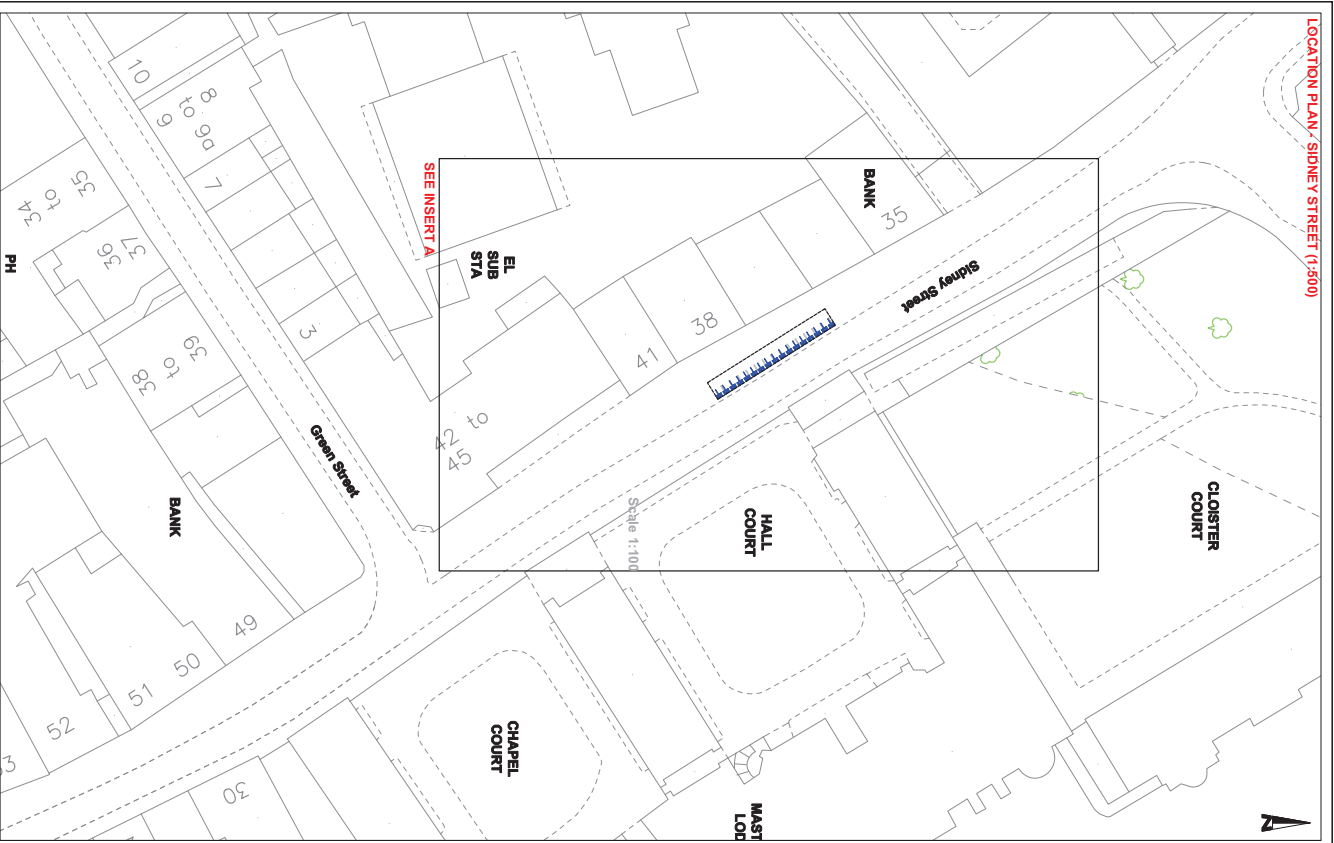 LOCATION PLAN - SIDNEY STREET (1:500)
SEE INSERT A
BANK
35
Sidney Street
38
41
42 to
45
EL
SUB
STA
10
8
to
9
9a
7
3
35
to
34
37
36
PH
39
to
38
Green Street
BANK
49
50
51
52
30
HALL
COURT
Scale 1:100
CLOISTER
COURT
CHAPEL
COURT
MAST
LOD
N